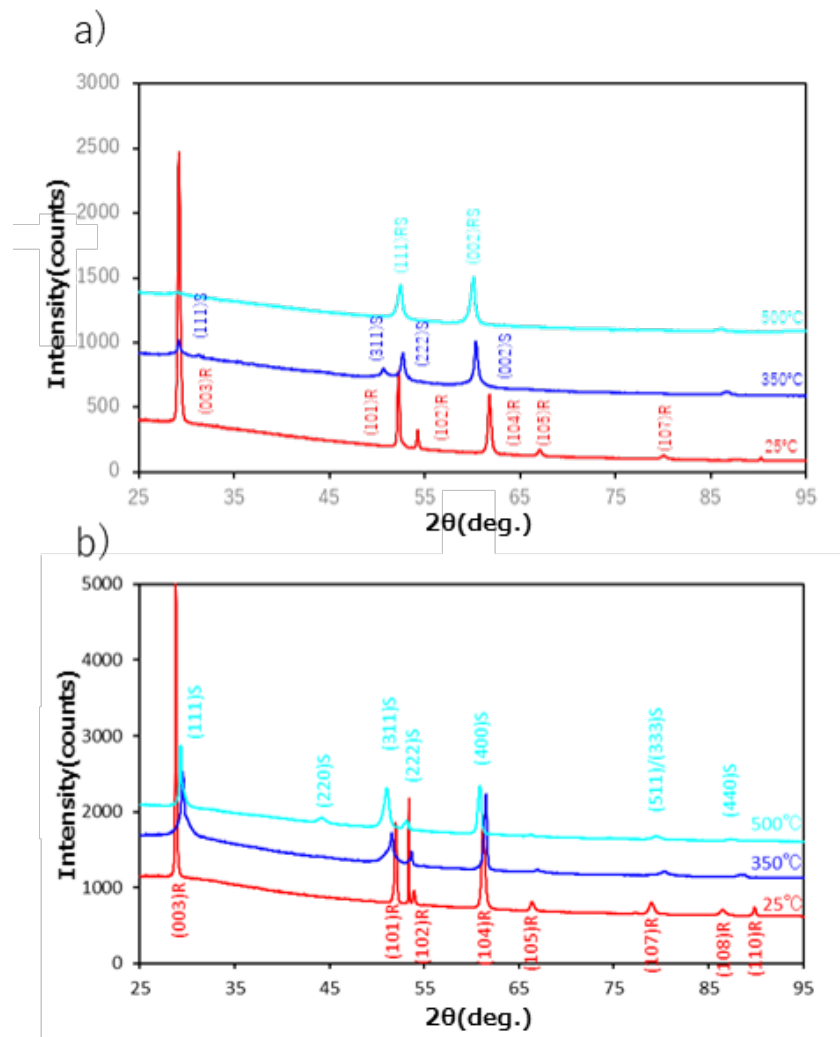 a)
3000
2500
2000
1500
1000
500
0
Intensity(counts)
(111)RS
(002)RS
500℃
(111)S
(311)S
(222)S
(002)S
350℃
(003)R
(101)R
(102)R
(104)R
(105)R
(107)R
25℃
25 35 45 55 65 75 85 95
2θ(deg.)
b)
5000
4000
3000
2000
1000
0
Intensity(counts)
(111)S
(220)S
(311)S
(222)S
(400)S
(511)/(333)S
(440)S
500℃
350℃
25℃
(003)R
(101)R
(102)R
(104)R
(105)R
(107)R
(108)R
(110)R
25 35 45 55 65 75 85 95
2θ(deg.)